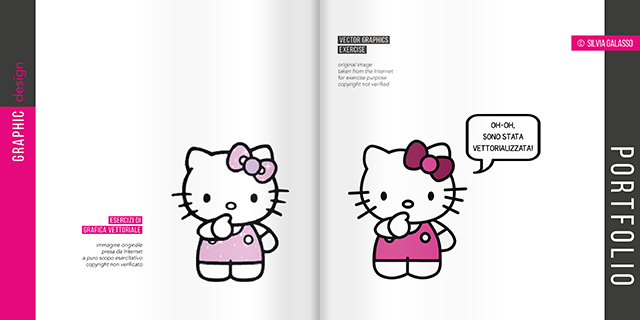 GRAPHIC design
ESERCIZI DI
GRAFICA VETTORIALE
immagine originale
presa da Internet
a puro scopo esercitativo
copyright non verificato
VECTOR GRAPHICS
EXERCISE
original image
taken from the Internet
for exercise purpose
copyright not verified
OH-OH,
SONO STATA
VETTORIALIZZATA!
© SILVIA GALASSO
PORTFOLIO